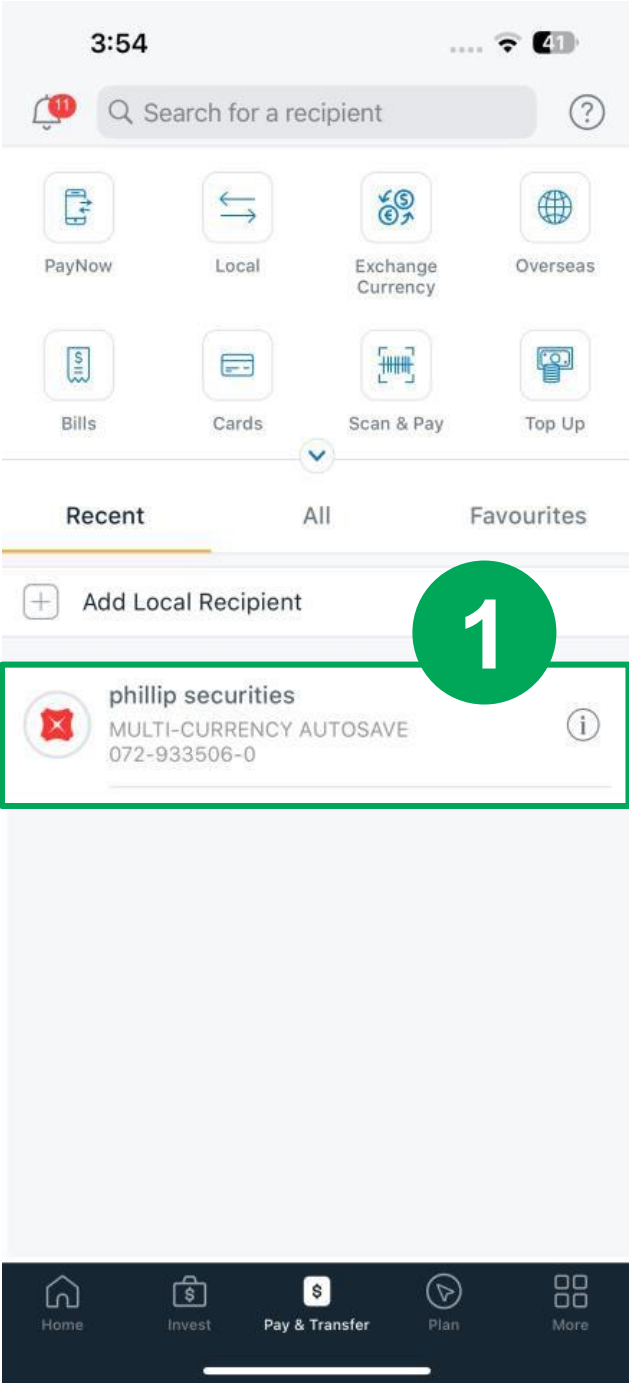 3:54
41
11
Search for a recipient
?
PayNow
Local
Exchange
Currency
Overseas
Bills
Cards
Scan & Pay
Top Up
Recent
All
Favourites
Add Local Recipient
1
phillip securities
MULTI-CURRENCY AUTOSAVE
072-933506-0
i
Home
Invest
Pay & Transfer
Plan
More